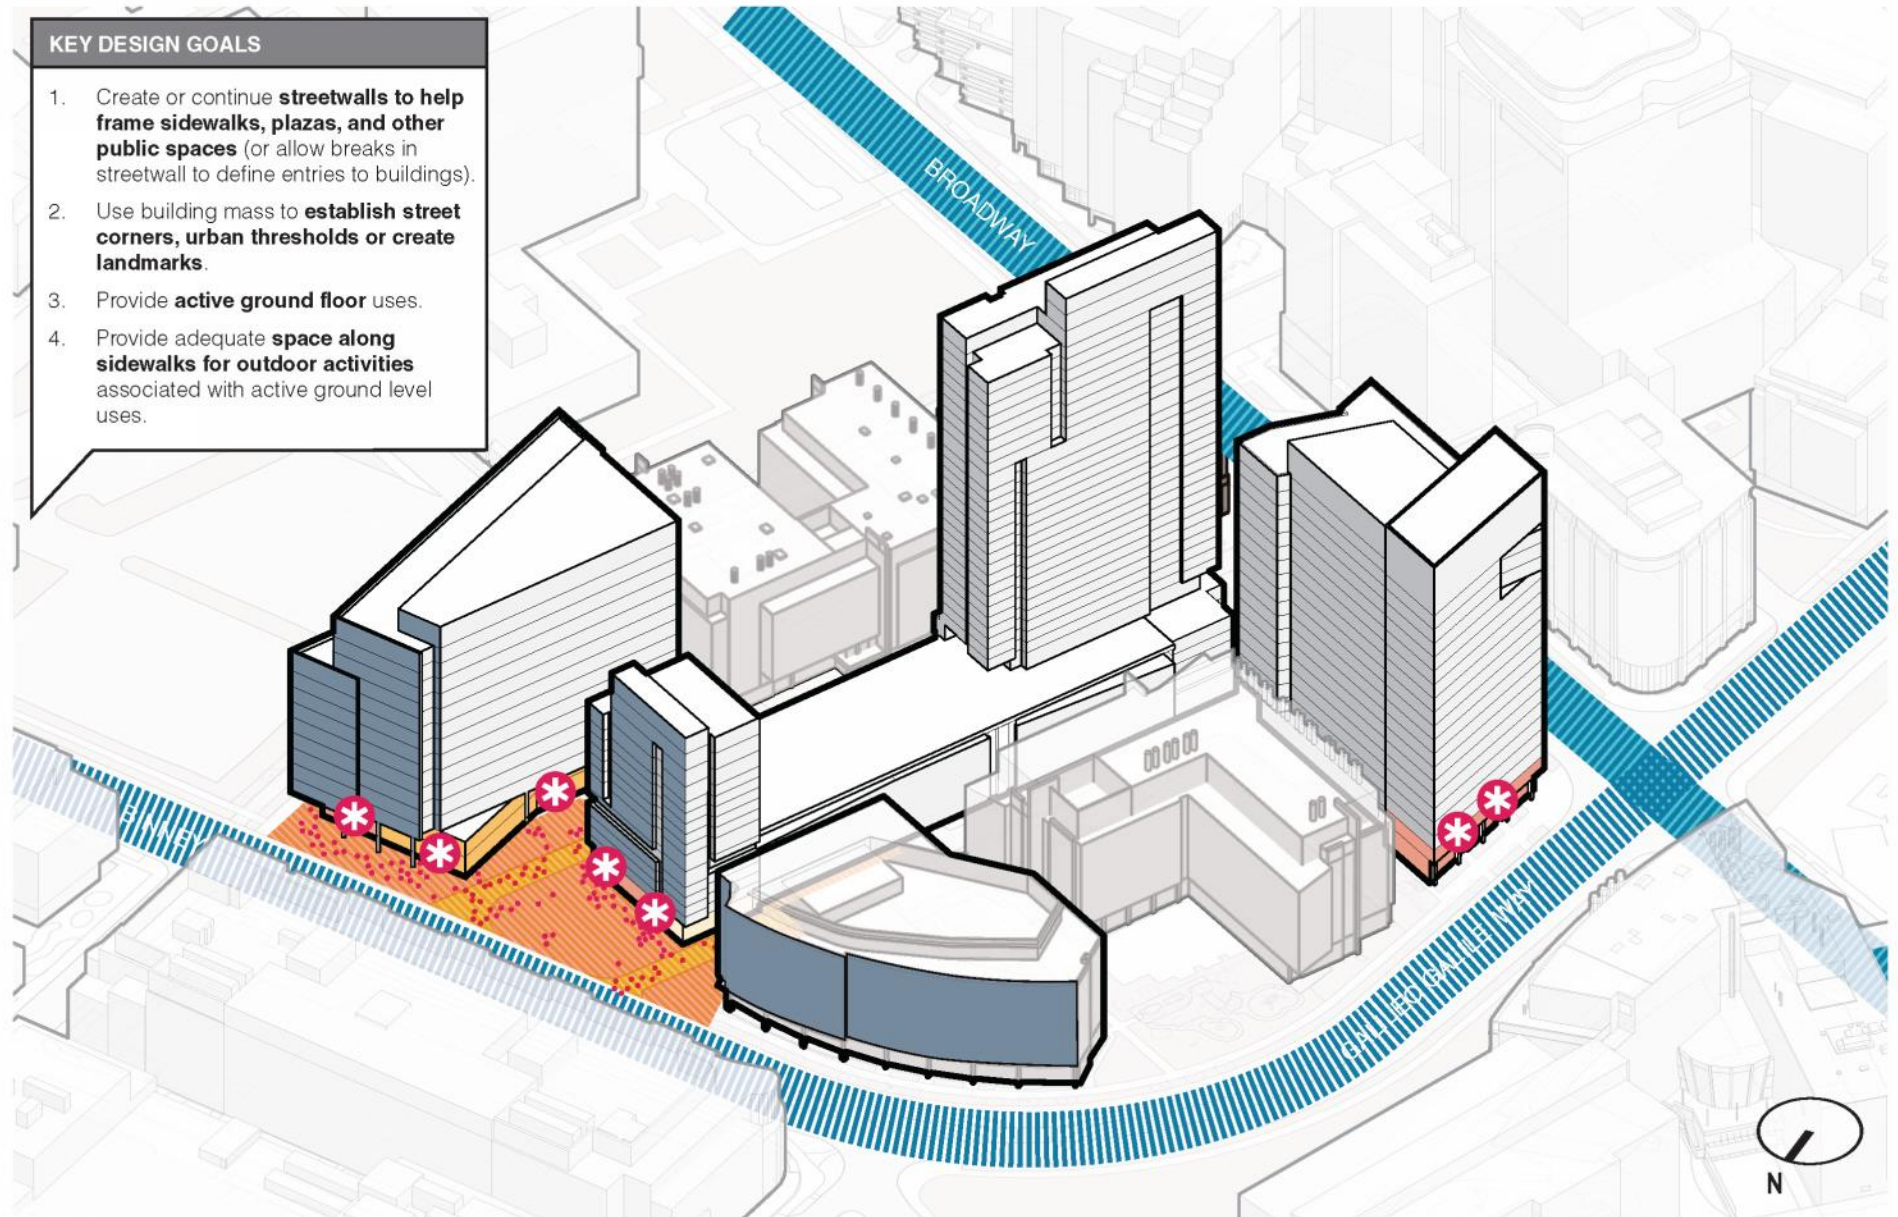 KEY DESIGN GOALS
1. Create or continue streetwalls to help
frame sidewalks, plazas, and other
public spaces (or allow breaks in
streetwall to define entries to buildings).
2. Use building mass to establish street
corners, urban thresholds or create
landmarks.
3. Provide active ground floor uses.
4. Provide adequate space along
sidewalks for outdoor activities
associated with active ground level
uses.
BROADWAY
BINNEY
GALILEO GALILEI WAY
N